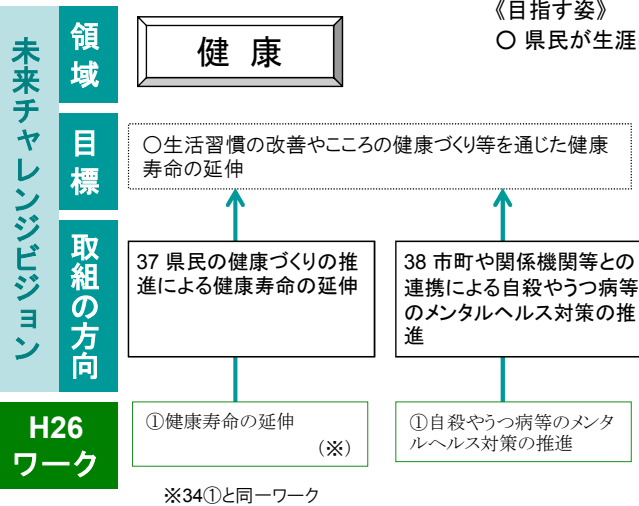 未来チャレンジビジョン
領域
健 康
《目指す姿》
○ 県民が生涯
目標
○生活習慣の改善やこころの健康づくり等を通じた健康
寿命の延伸
取組の方向
37 県民の健康づくりの推
進による健康寿命の延伸
38 市町や関係機関等との
連携による自殺やうつ病等
のメンタルヘルス対策の推
進
H26
ワーク
①健康寿命の延伸
(※)
①自殺やうつ病等のメンタ
ルヘルス対策の推進
※34①と同一ワーク